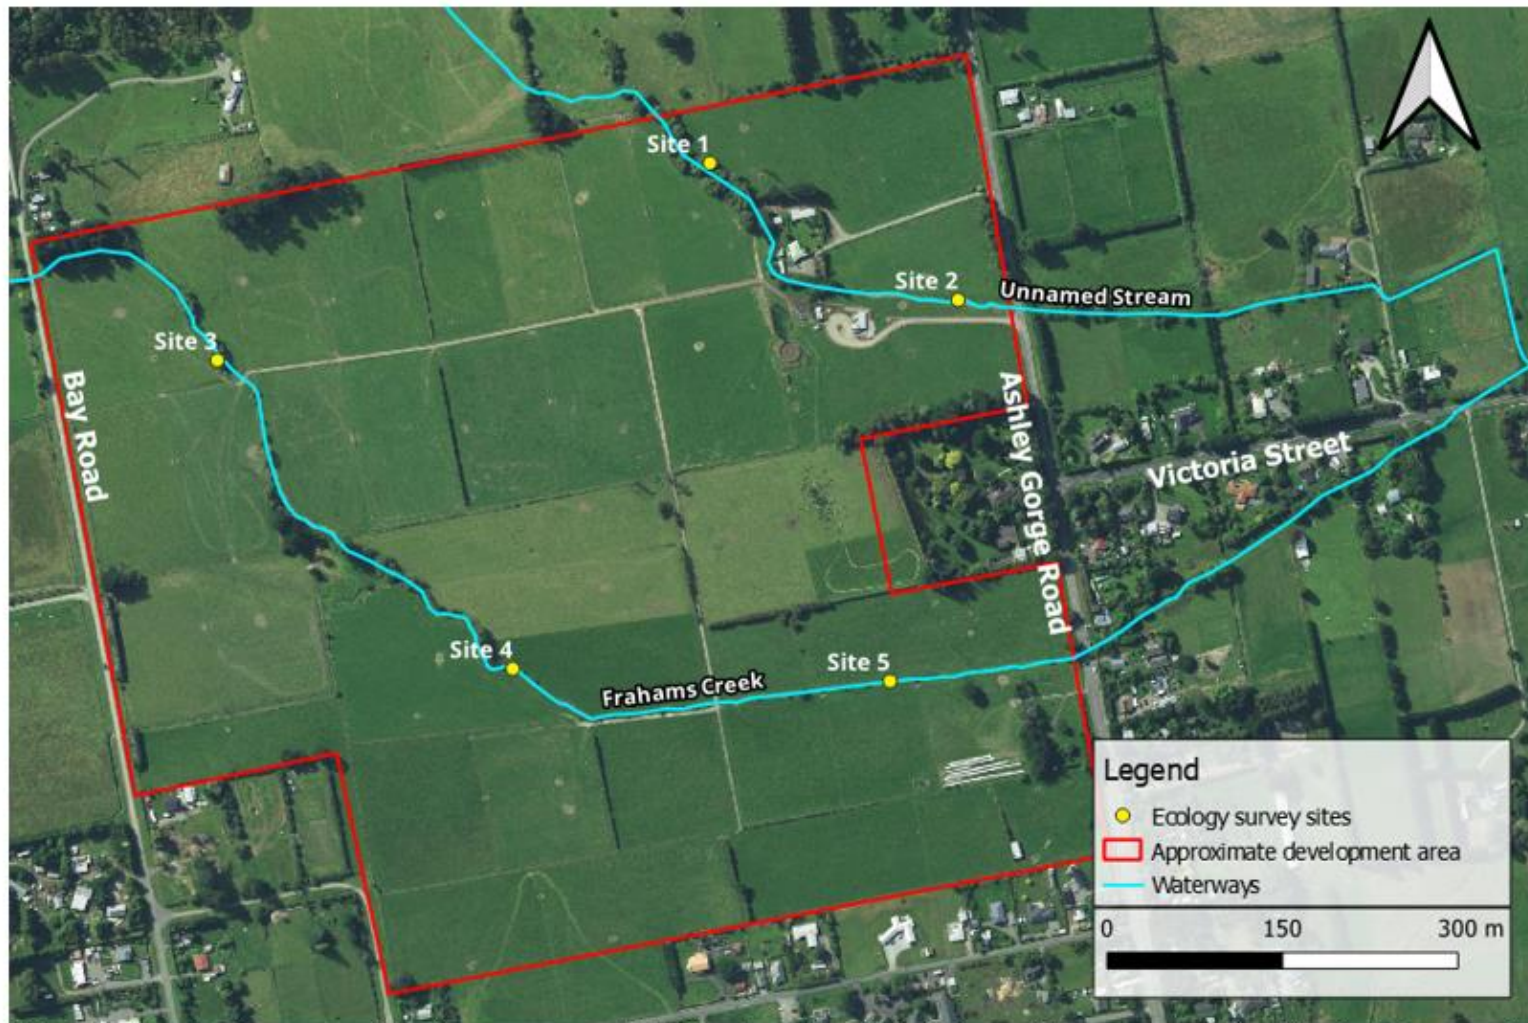 Site 1
Site 2
Unnamed Stream
Site 3
Bay Road
Ashley Gorge Road
Victoria Street
Site 4
Site 5
Frahams Creek
Legend
Ecology survey sites
Approximate development area
Waterways
0 150 300 m